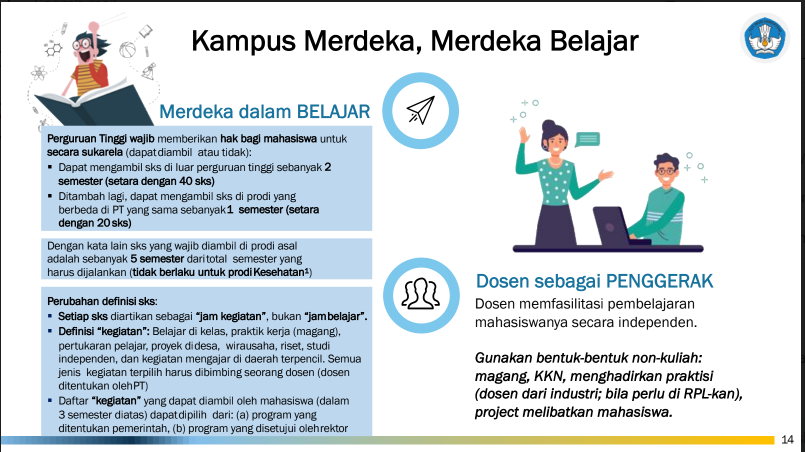 Kampus Merdeka, Merdeka Belajar
Merdeka dalam BELAJAR
Perguruan Tinggi wajib memberikan hak bagi mahasiswa untuk
secara sukarela (dapat diambil atau tidak):
▪ Dapat mengambil sks di luar perguruan tinggi sebanyak 2
semester (setara dengan 40 sks)
▪ Ditambah lagi, dapat mengambil sks di prodi yang
berbeda di PT yang sama sebanyak 1 semester (setara
dengan 20 sks)
Dengan kata lain sks yang wajib diambil di prodi asal
adalah sebanyak 5 semester dari total semester yang
harus dijalankan (tidak berlaku untuk prodi Kesehatan¹)
Perubahan definisi sks:
▪ Setiap sks diartikan sebagai “jam kegiatan”, bukan “jam belajar”.
▪ Definisi “kegiatan”: Belajar di kelas, praktik kerja (magang),
pertukaran pelajar, proyek di desa, wirausaha, riset, studi
independen, dan kegiatan mengajar di daerah terpencil. Semua
jenis kegiatan terpilih harus dibimbing seorang dosen (dosen
ditentukan oleh PT)
▪ Daftar “kegiatan” yang dapat diambil oleh mahasiswa (dalam
3 semester diatas) dapat dipilih dari: (a) program yang
ditentukan pemerintah, (b) program yang disetujui oleh rektor
Dosen sebagai PENGGERAK
Dosen memfasilitasi pembelajaran
mahasiswanya secara independen.
Gunakan bentuk-bentuk non-kuliah:
magang, KKN, menghadirkan praktisi
(dosen dari industri; bila perlu di RPL-kan),
project melibatkan mahasiswa.
14